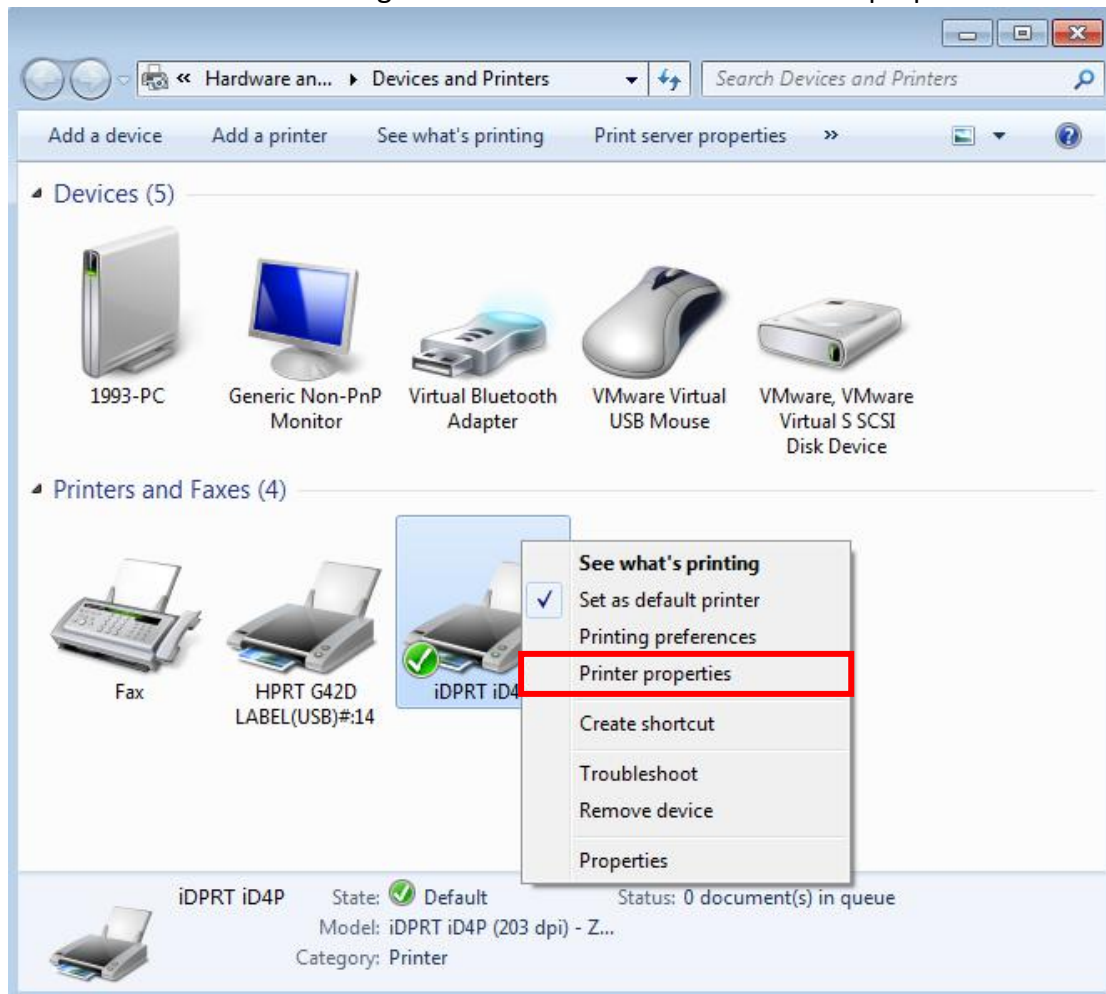 « Hardware an... ▸ Devices and Printers
Search Devices and Printers
Add a device Add a printer See what's printing Print server properties »
Devices (5)
1993-PC
Generic Non-PnP
Monitor
Virtual Bluetooth
Adapter
VMware Virtual
USB Mouse
VMware, VMware
Virtual S SCSI
Disk Device
Printers and Faxes (4)
Fax
HPRT G42D
LABEL(USB)#:14
iDPRT iD4
See what's printing
Set as default printer
Printing preferences
Printer properties
Create shortcut
Troubleshoot
Remove device
Properties
iDPRT iD4P State: Default Status: 0 document(s) in queue
Model: iDPRT iD4P (203 dpi) - Z...
Category: Printer